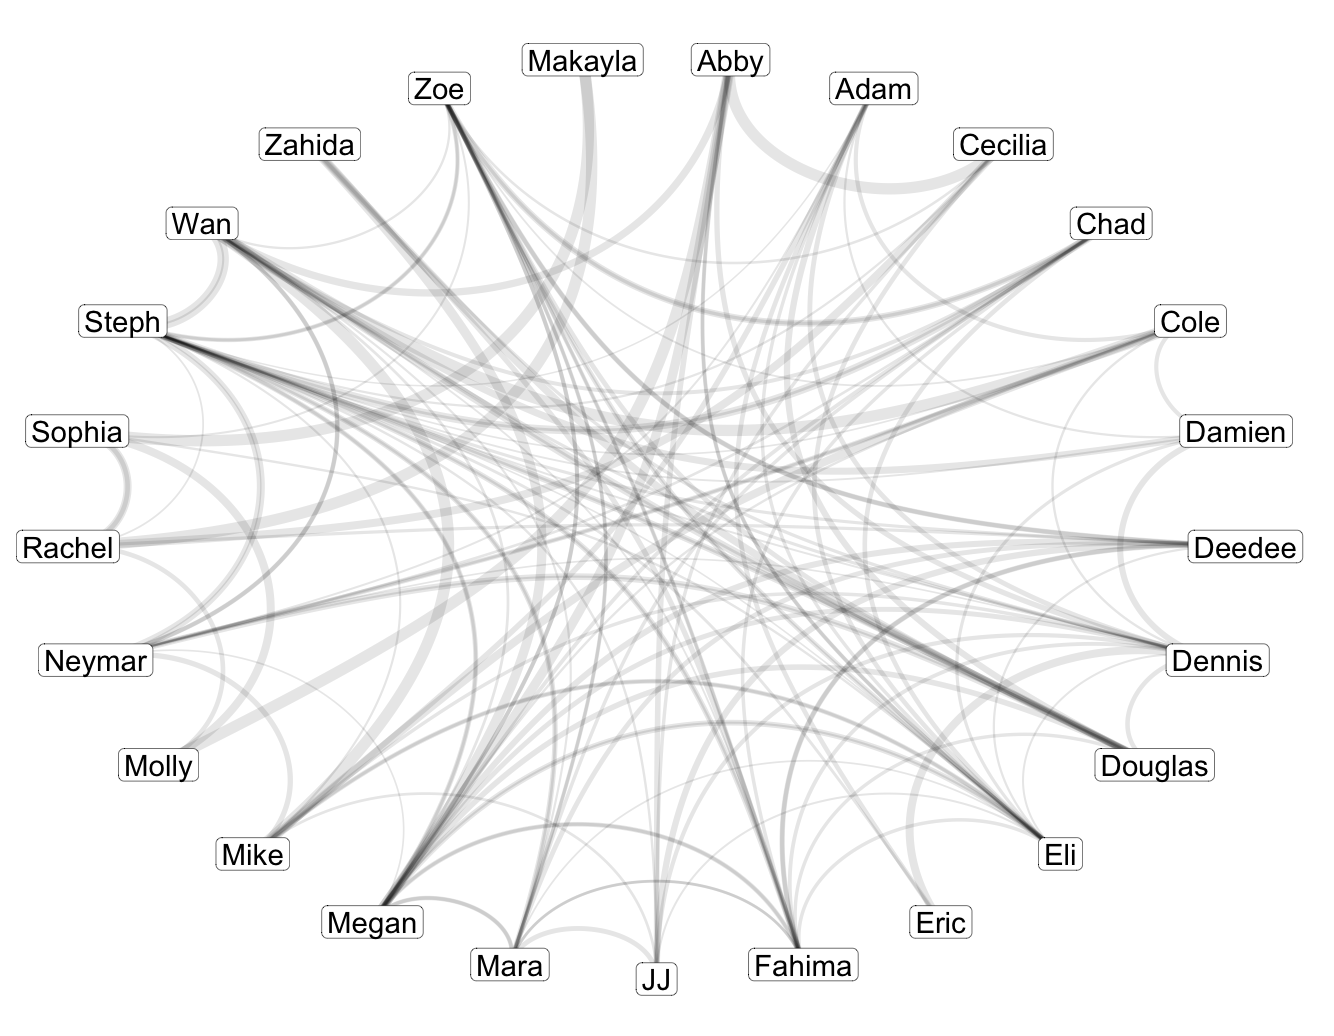 Makayla
Abby
Zoe
Adam
Zahida
Cecilia
Wan
Chad
Steph
Cole
Sophia
Damien
Rachel
Deedee
Neymar
Dennis
Molly
Douglas
Mike
Eli
Megan
Eric
Mara
Fahima
JJ